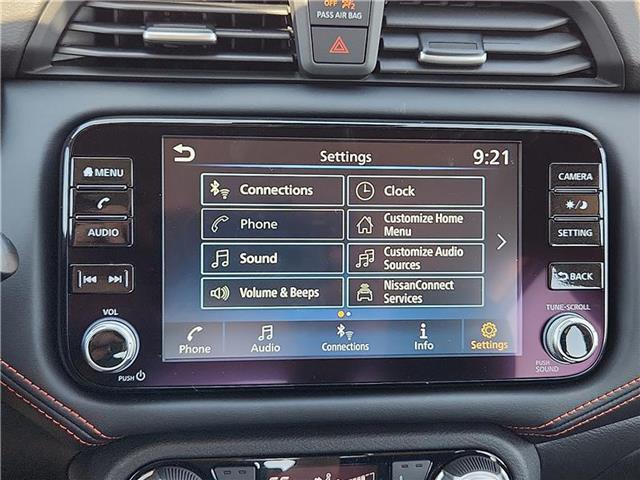 OFF
PASS AIR BAG
MENU
AUDIO
VOL
PUSH
Settings
9:21
Connections
Clock
Phone
Customize Home
Menu
Sound
Customize Audio
Sources
Volume & Beeps
NissanConnect
Services
Phone
Audio
Connections
Info
Settings
CAMERA
SETTING
BACK
TUNE-SCROLL
PUSH
SOUND